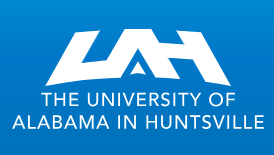 UAH
THE UNIVERSITY OF
ALABAMA IN HUNTSVILLE